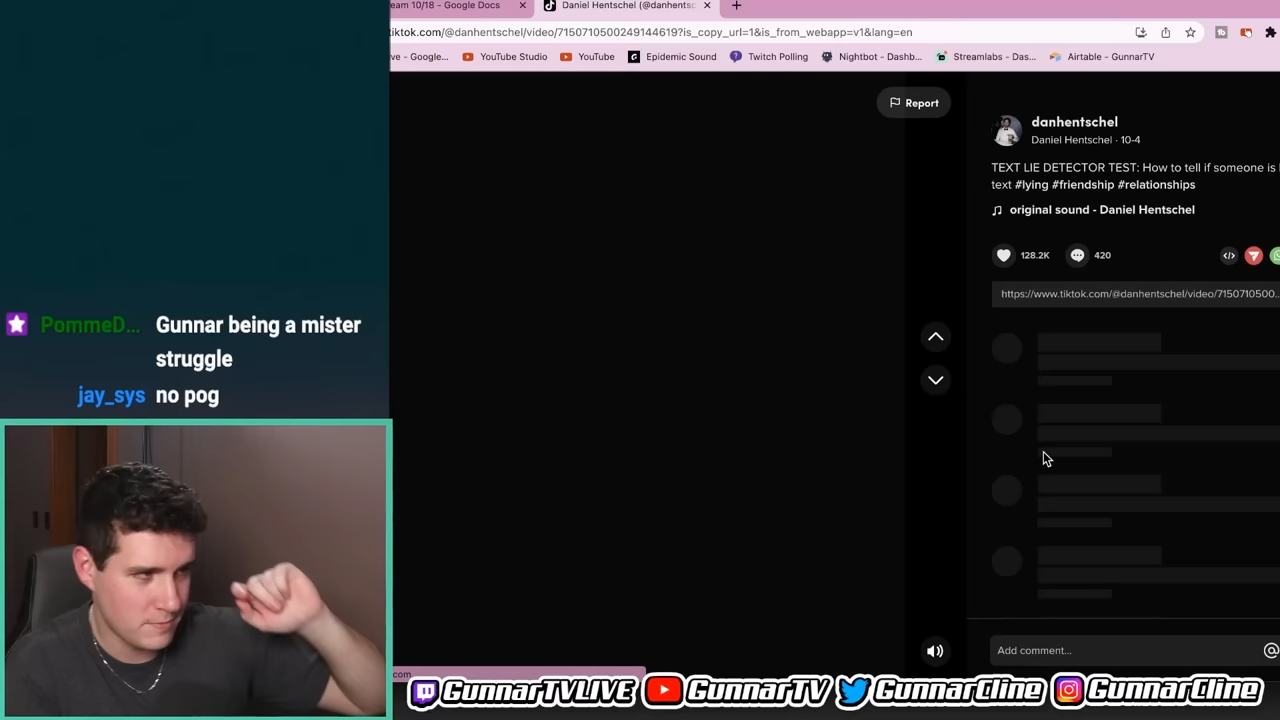 eam 10/18 - Google Docs
Daniel Hentschel (@danhentsc
iktok.com/@danhentschel/video/7150710500249144619?is_copy_url=1&is_from_webapp=v1&lang=en
ve - Google...
YouTube Studio
YouTube
Epidemic Sound
Twitch Polling
Nightbot - Dashb...
Streamlabs - Das...
Airtable - GunnarTV
Report
danhentschel
Daniel Hentschel · 10-4
TEXT LIE DETECTOR TEST: How to tell if someone is
text #lying #friendship #relationships
original sound - Daniel Hentschel
128.2K
420
</>
https://www.tiktok.com/@danhentschel/video/7150710500...
PommeD... Gunnar being a mister
struggle
jay_sys no pog
Add comment...
@
com
GunnarTVLIVE
GunnarTV
GunnarCline
GunnarCline